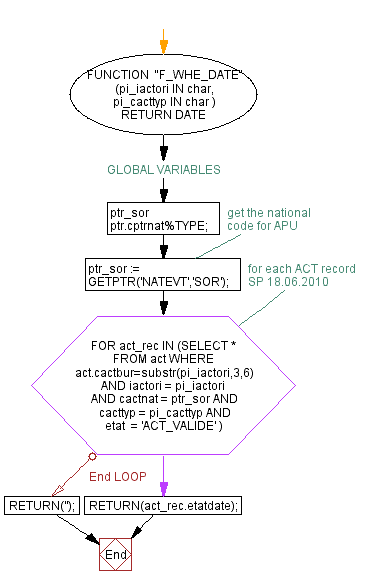 FUNCTION "F_WHE_DATE"
(pi_iactori IN char,
pi_cacttyp IN char )
RETURN DATE
GLOBAL VARIABLES
ptr_sor
ptr.cptrnat%TYPE;
get the national
code for APU
ptr_sor :=
GETPTR('NATEVT','SOR');
for each ACT record
SP 18.06.2010
FOR act_rec IN (SELECT *
FROM act WHERE
act.cactbur=substr(pi_iactori,3,6)
AND iactori = pi_iactori
AND cactnat = ptr_sor AND
cacttyp = pi_cacttyp AND
etat = 'ACT_VALIDE' )
End LOOP
RETURN('');
RETURN(act_rec.etatdate);
End